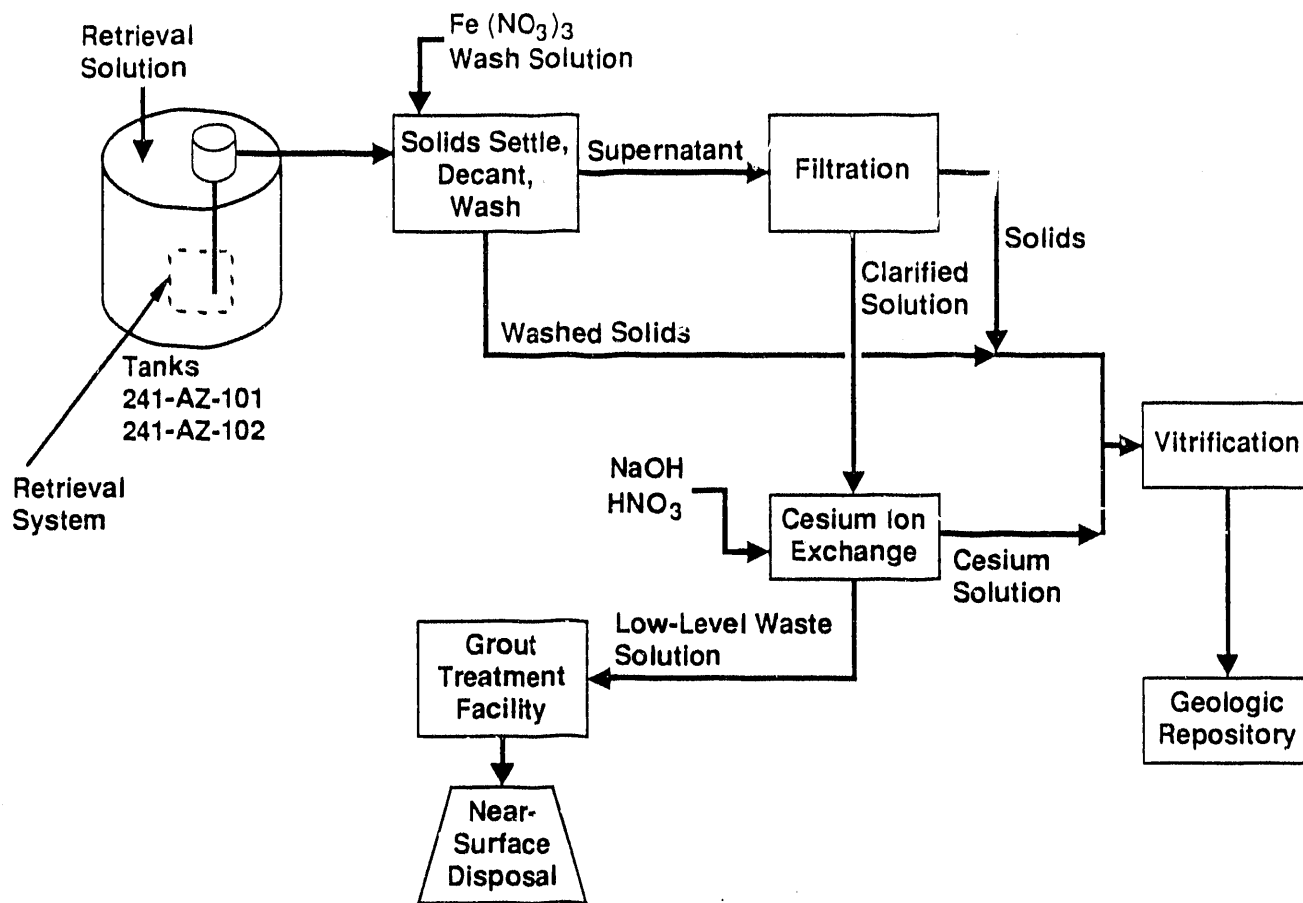 Retrieval
Solution
Fe (NO3)3
Wash Solution
Solids Settle,
Decant,
Wash
Supernatant
Filtration
Solids
Clarified
Solution
Washed Solids
Tanks
241-AZ-101
241-AZ-102
Retrieval
System
Vitrification
NaOH
HNO3
Cesium Ion
Exchange
Cesium
Solution
Low-Level Waste
Solution
Grout
Treatment
Facility
Geologic
Repository
Near-
Surface
Disposal